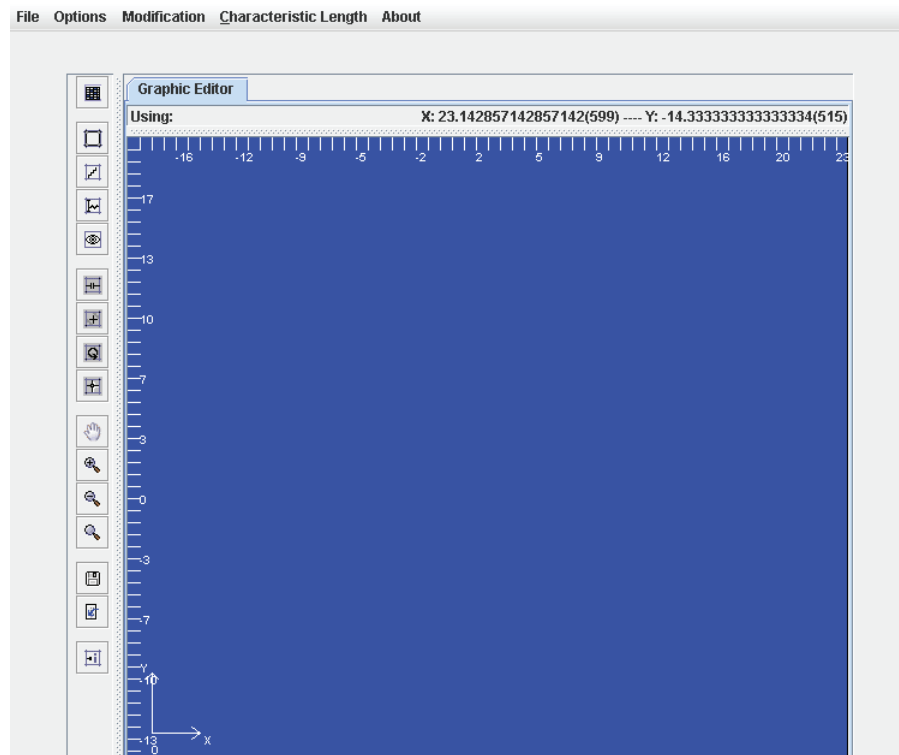 File Options Modification Characteristic Length About
Graphic Editor
Using: X: 23.142857142857142(599) ---- Y: -14.333333333333334(515)
-16 -12 -9 -5 -2 2 5 9 12 16 20 23
17
13
10
7
3
0
-3
-7
Y
-10
X
-13
0